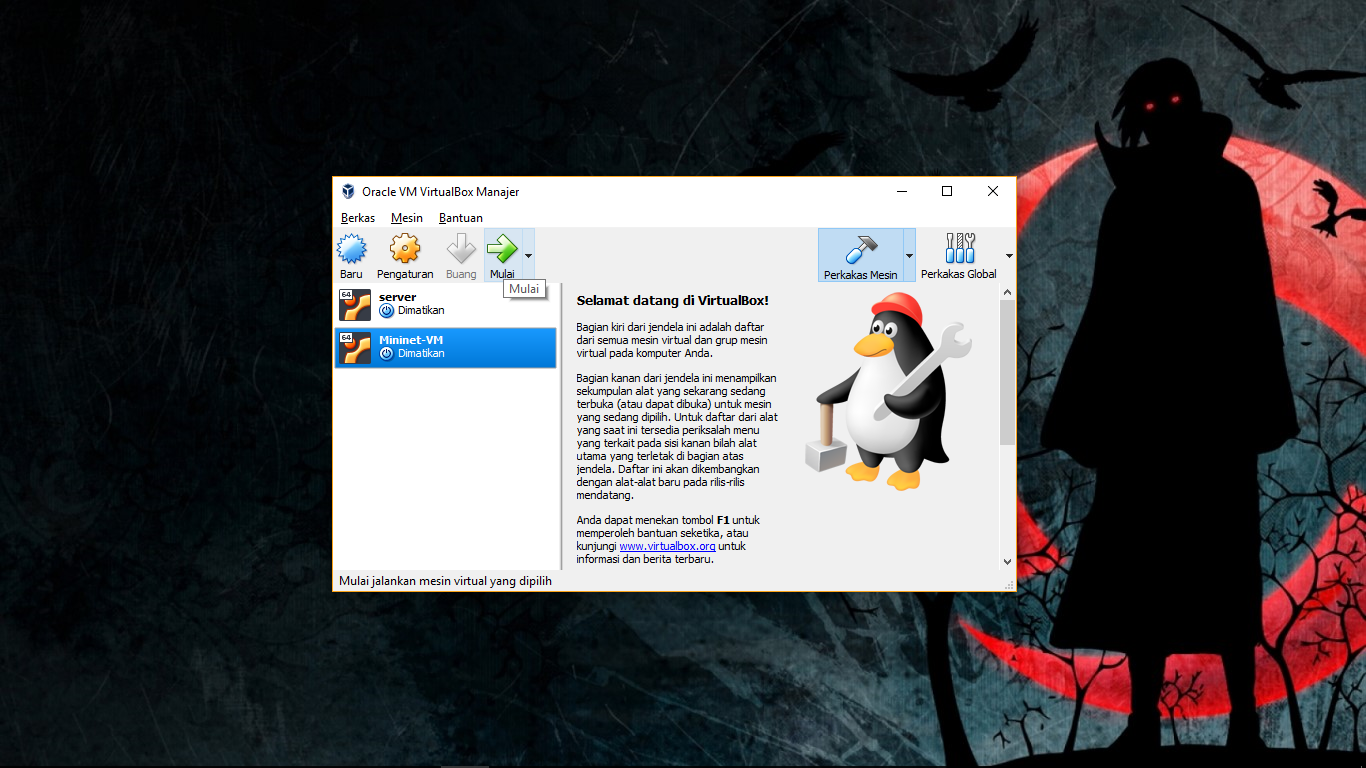 Oracle VM VirtualBox Manajer
Berkas Mesin Bantuan
Baru Pengaturan Buang Mulai Perkakas Mesin Perkakas Global
Mulai
64 server
Dimatikan
64 Mininet-VM
Dimatikan
Selamat datang di VirtualBox!
Bagian kiri dari jendela ini adalah daftar
dari semua mesin virtual dan grup mesin
virtual pada komputer Anda.
Bagian kanan dari jendela ini menampilkan
sekumpulan alat yang sekarang sedang
terbuka (atau dapat dibuka) untuk mesin
yang sedang dipilih. Untuk daftar dari alat
yang saat ini tersedia periksalah menu
yang terkait pada sisi kanan bilah alat
utama yang terletak di bagian atas
jendela. Daftar ini akan dikembangkan
dengan alat-alat baru pada rilis-rilis
mendatang.
Anda dapat menekan tombol F1 untuk
memperoleh bantuan seketika, atau
kunjungi www.virtualbox.org untuk
informasi dan berita terbaru.
Mulai jalankan mesin virtual yang dipilih